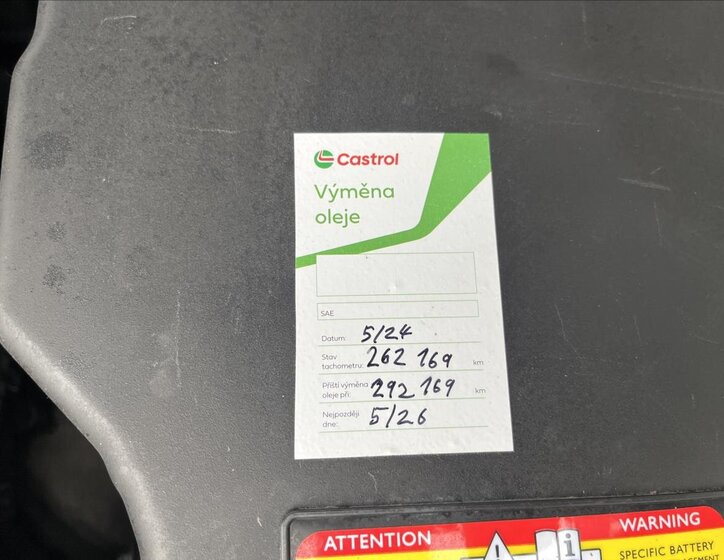 Castrol
Výměna
oleje
SAE
Datum: 5/24
Stav
tachometru: 262 169 km
Příští výměna
oleje při: 292 169 km
Nejpozději
dne: 5/26
ATTENTION
WARNING
SPECIFIC BATTERY